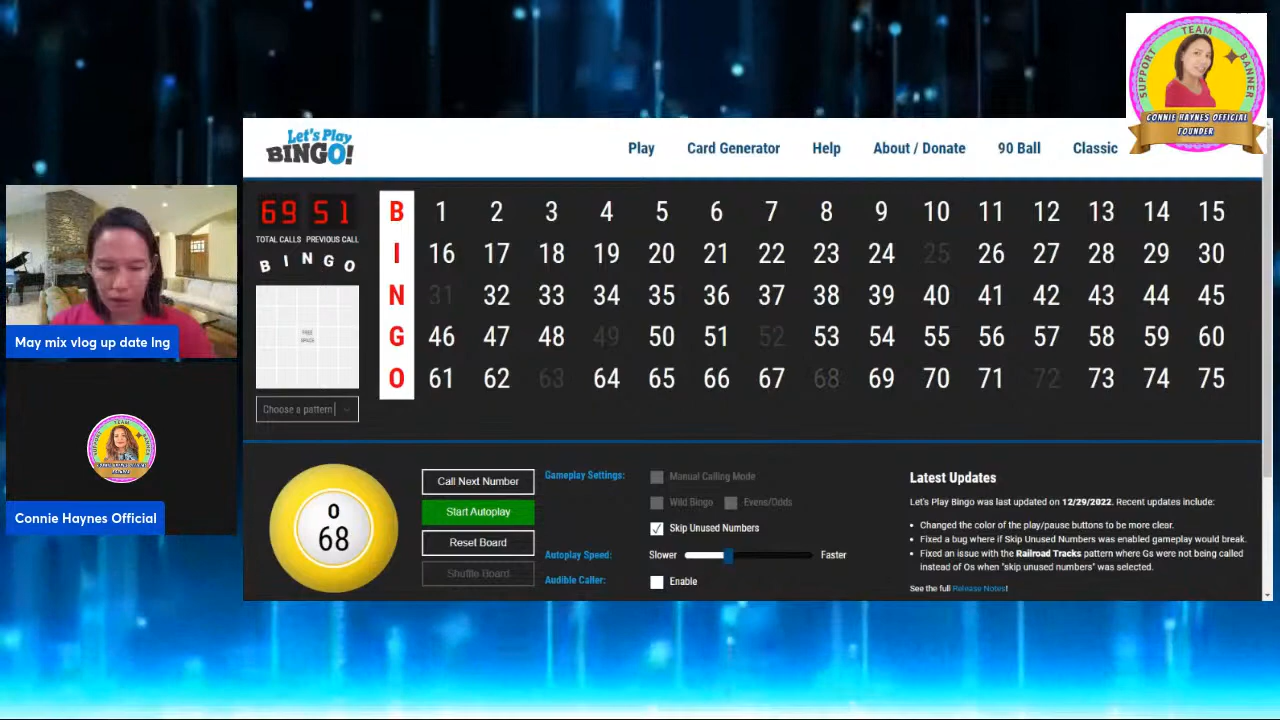 SUPPORT TEAM BANNER
CONNIE HAYNES OFFICIAL
FOUNDER
Let's Play
BINGO!
Play Card Generator Help About / Donate 90 Ball Classic
69 51
TOTAL CALLS PREVIOUS CALL
B I N G O
FREE
SPACE
Choose a pattern
B 1 2 3 4 5 6 7 8 9 10 11 12 13 14 15
I 16 17 18 19 20 21 22 23 24 25 26 27 28 29 30
N 31 32 33 34 35 36 37 38 39 40 41 42 43 44 45
G 46 47 48 49 50 51 52 53 54 55 56 57 58 59 60
O 61 62 63 64 65 66 67 68 69 70 71 72 73 74 75
May mix vlog up date lng
Connie Haynes Official
O
68
Call Next Number
Start Autoplay
Reset Board
Shuffle Board
Gameplay Settings:
Manual Calling Mode
Wild Bingo Evens/Odds
Skip Unused Numbers
Autoplay Speed: Slower Faster
Audible Caller: Enable
Latest Updates
Let's Play Bingo was last updated on 12/29/2022. Recent updates include:
Changed the color of the play/pause buttons to be more clear.
Fixed a bug where if Skip Unused Numbers was enabled gameplay would break.
Fixed an issue with the Railroad Tracks pattern where Gs were not being called
instead of Os when "skip unused numbers" was selected.
See the full Release Notes!